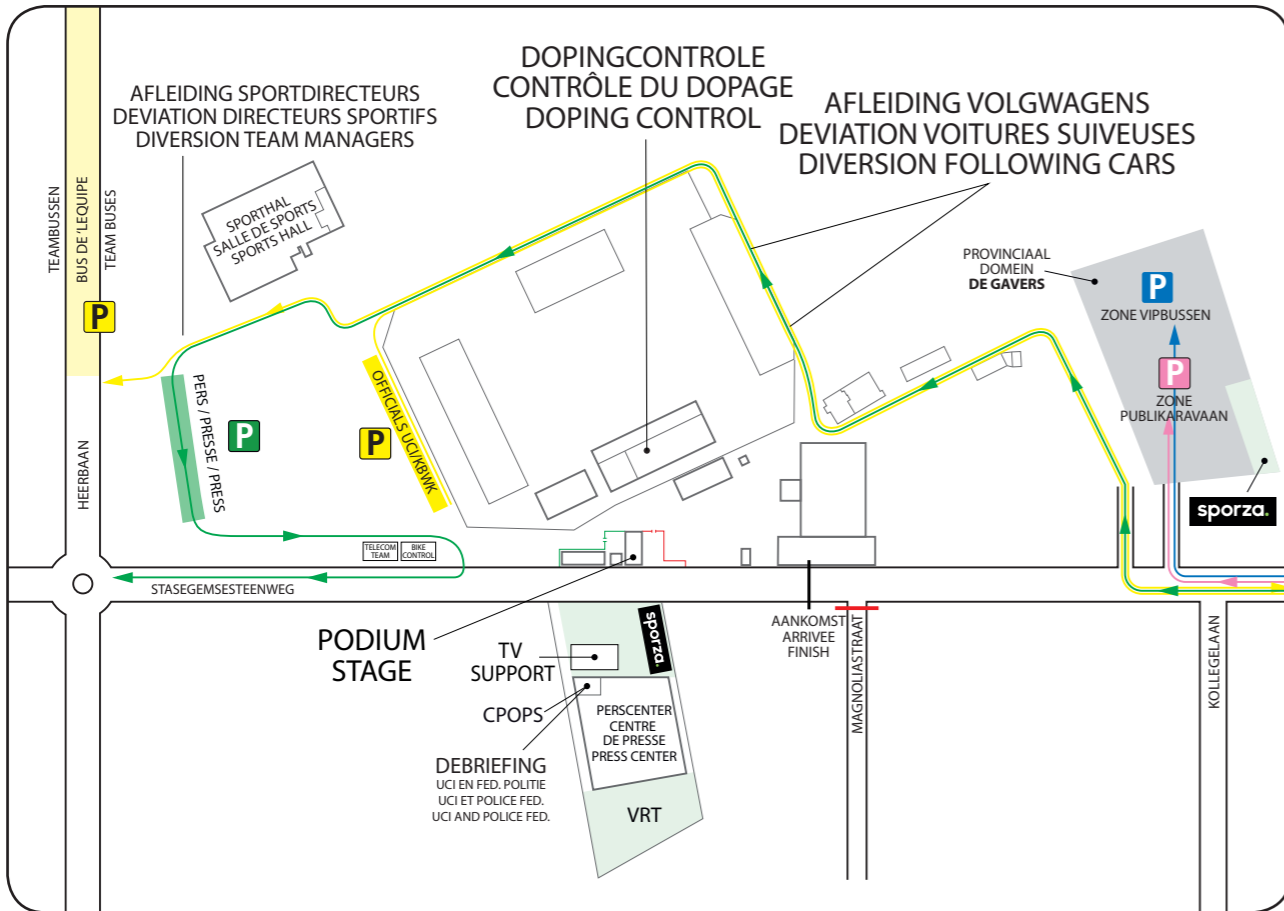 DOPINGCONTROLE
CONTRÔLE DU DOPAGE
DOPING CONTROL
AFLEIDING SPORTDIRECTEURS
DEVIATION DIRECTEURS SPORTIFS
DIVERSION TEAM MANAGERS
AFLEIDING VOLGWAGENS
DEVIATION VOITURES SUIVEUSES
DIVERSION FOLLOWING CARS
TEAMBUSSEN
BUS DE 'LEQUIPE
TEAM BUSES
SPORTHAL
SALLE DE SPORTS
SPORTS HALL
PROVINCIAAL
DOMEIN
DE GAVERS
P
ZONE VIPBUSSEN
P
ZONE
PUBLIKARAVAAN
sporza.
P
PERS / PRESSE / PRESS
P
P
OFFICIALS UCI/KBWK
HEERBAAN
TELECOM
TEAM
BIKE
CONTROL
STASEGEMSESTEENWEG
PODIUM
STAGE
TV
SUPPORT
sporza.
CPOPS
PERSCENTER
CENTRE
DE PRESSE
PRESS CENTER
DEBRIEFING
UCI EN FED. POLITIE
UCI ET POLICE FED.
UCI AND POLICE FED.
VRT
AANKOMST
ARRIVEE
FINISH
MAGNOLIASTRAAT
KOLLEGELAAN